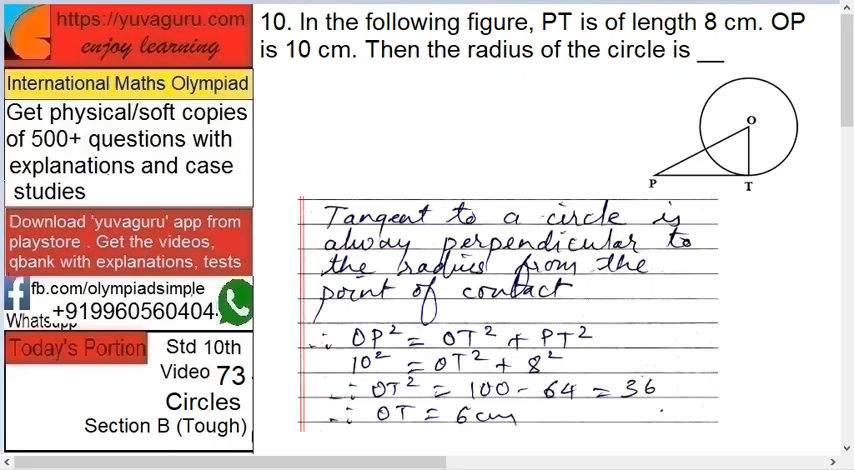 https://yuvaguru.com
enjoy learning
International Maths Olympiad
Get physical/soft copies
of 500+ questions with
explanations and case
studies
Download 'yuvaguru' app from
playstore . Get the videos,
qbank with explanations, tests
fb.com/olympiadsimple
Whatsapp
+919960560404
Today's Portion
Std 10th
Video 73
Circles
Section B (Tough)
10. In the following figure, PT is of length 8 cm. OP
is 10 cm. Then the radius of the circle is __
O
P
T
Tangent to a circle is
alway perpendicular to
the radius from the
point of contact
∴ OP² = OT² + PT²
10² = OT² + 8²
∴ OT² = 100 - 64 = 36
∴ OT = 6cm